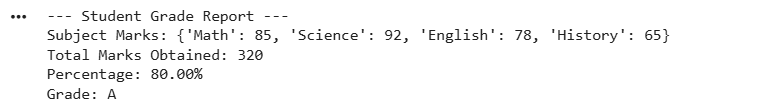 --- Student Grade Report ---
Subject Marks: {'Math': 85, 'Science': 92, 'English': 78, 'History': 65}
Total Marks Obtained: 320
Percentage: 80.00%
Grade: A